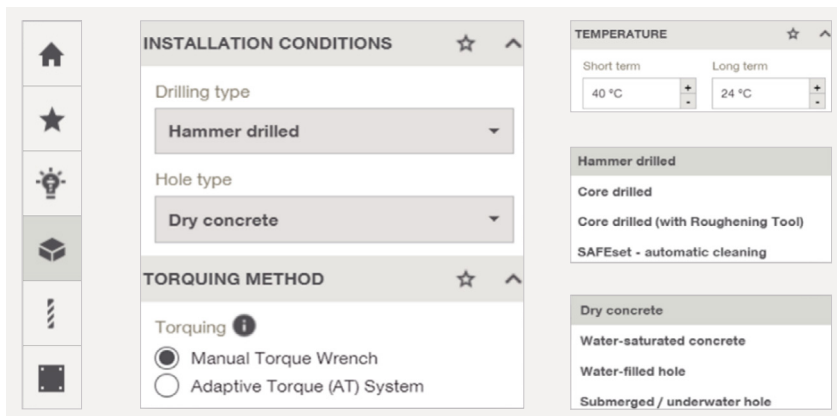 INSTALLATION CONDITIONS
Drilling type
Hammer drilled
Hole type
Dry concrete
TORQUING METHOD
Torquing
Manual Torque Wrench
Adaptive Torque (AT) System
TEMPERATURE
Short term Long term
40 °C + - 24 °C + -
Hammer drilled
Core drilled
Core drilled (with Roughening Tool)
SAFEset - automatic cleaning
Dry concrete
Water-saturated concrete
Water-filled hole
Submerged / underwater hole